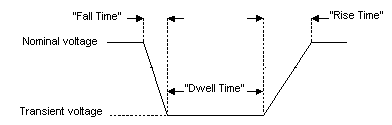 "Fall Time"
"Rise Time"
Nominal voltage
"Dwell Time"
Transient voltage